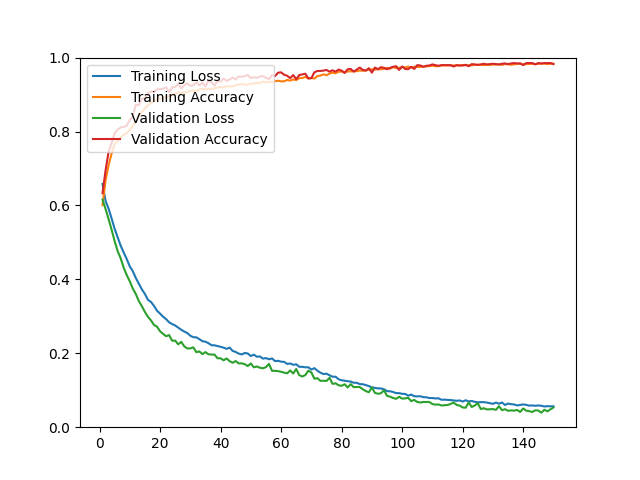 Training Loss
Training Accuracy
Validation Loss
Validation Accuracy
1.0
0.8
0.6
0.4
0.2
0.0
0 20 40 60 80 100 120 140